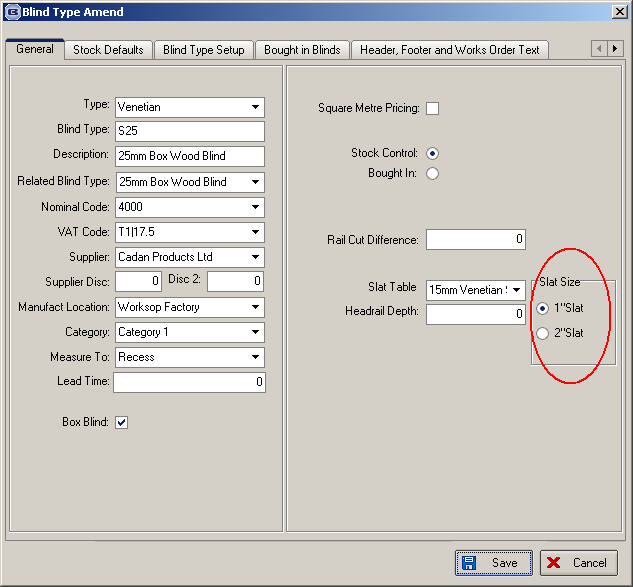 Blind Type Amend
General Stock Defaults Blind Type Setup Bought in Blinds Header, Footer and Works Order Text
Type: Venetian
Blind Type: S25
Description: 25mm Box Wood Blind
Related Blind Type: 25mm Box Wood Blind
Nominal Code: 4000
VAT Code: T1|17.5
Supplier: Cadan Products Ltd
Supplier Disc: 0 Disc 2: 0
Manufact Location: Worksop Factory
Category: Category 1
Measure To: Recess
Lead Time: 0
Box Blind:
Square Metre Pricing:
Stock Control:
Bought In:
Rail Cut Difference: 0
Slat Table 15mm Venetian
Headrail Depth: 0
Slat Size
1"Slat
2"Slat
Save Cancel